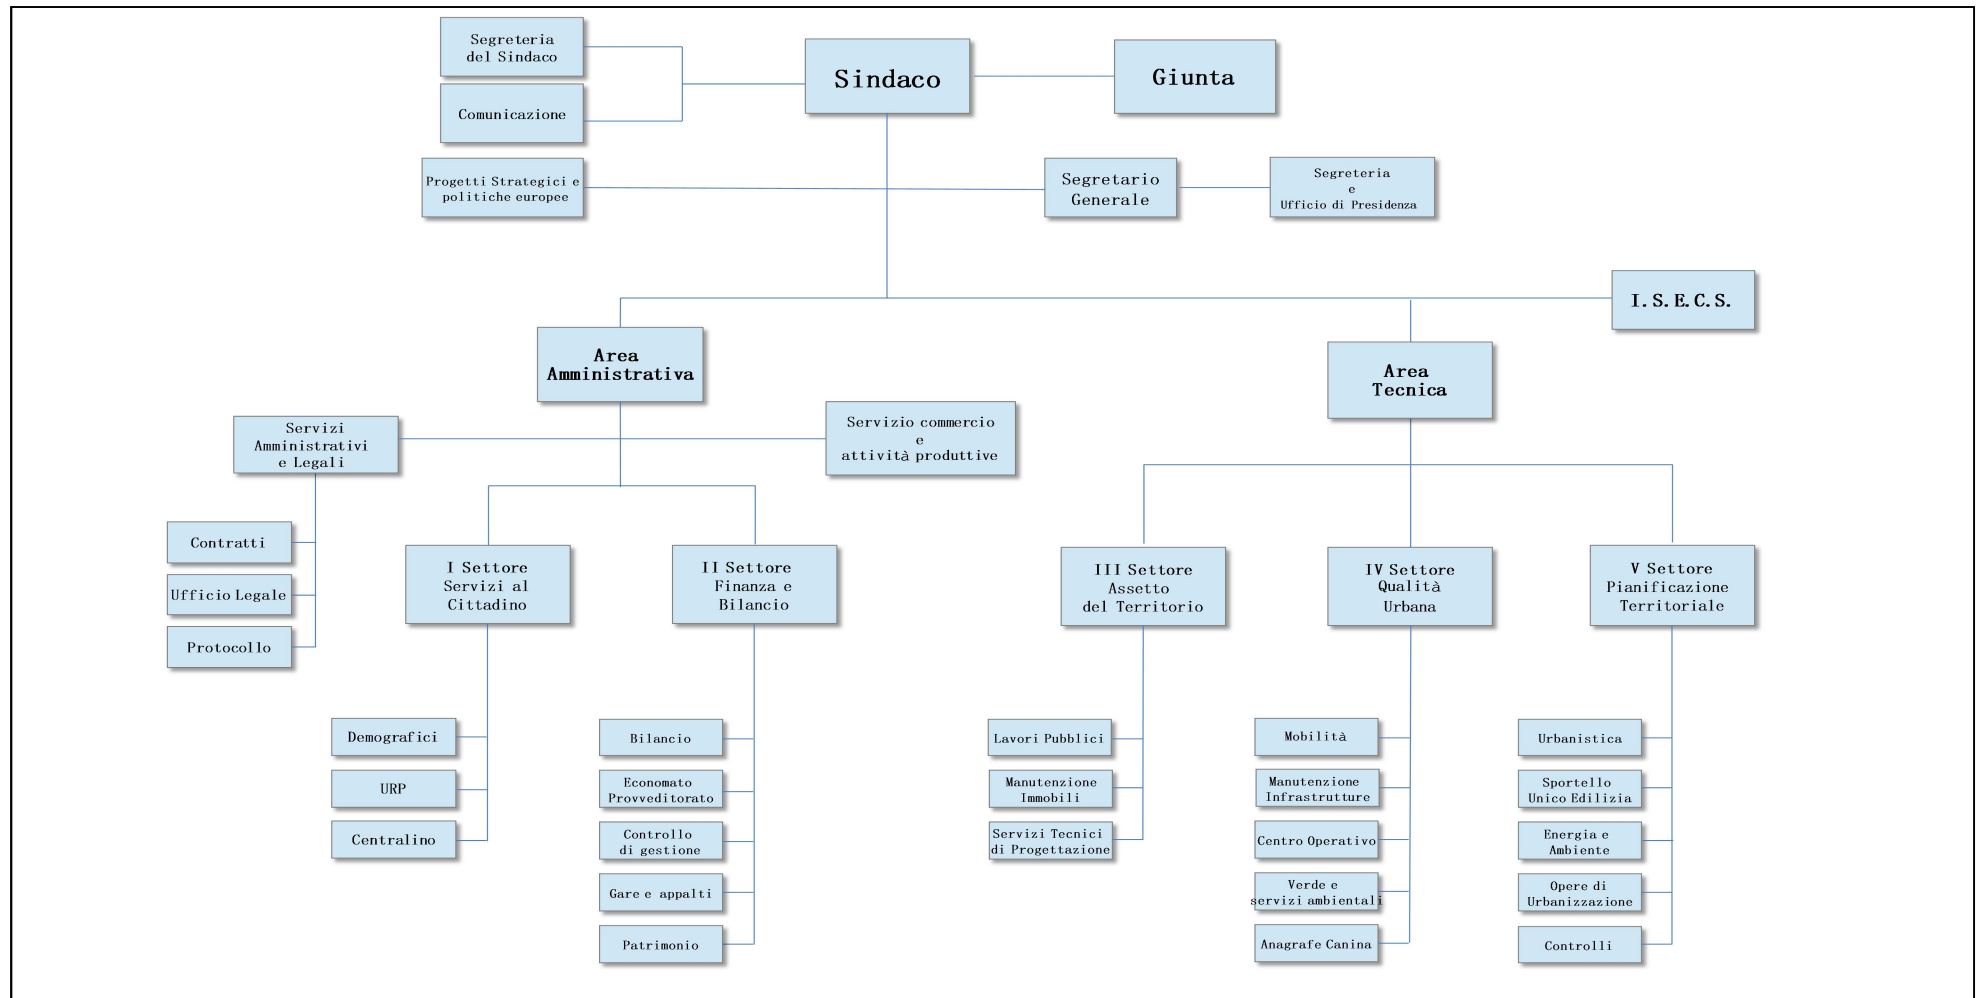 Segreteria
del Sindaco
Sindaco
Giunta
Comunicazione
Progetti Strategici e
politiche europee
Segretario
Generale
Segreteria
e
Ufficio di Presidenza
I.S.E.C.S.
Area
Amministrativa
Area
Tecnica
Servizi
Amministrativi
e Legali
Servizio commercio
e
attività produttive
Contratti
Ufficio Legale
Protocollo
I Settore
Servizi al
Cittadino
II Settore
Finanza e
Bilancio
III Settore
Assetto
del Territorio
IV Settore
Qualità
Urbana
V Settore
Pianificazione
Territoriale
Demografici
URP
Centralino
Bilancio
Economato
Provveditorato
Controllo
di gestione
Gare e appalti
Patrimonio
Lavori Pubblici
Manutenzione
Immobili
Servizi Tecnici
di Progettazione
Mobilità
Manutenzione
Infrastrutture
Centro Operativo
Verde e
servizi ambientali
Anagrafe Canina
Urbanistica
Sportello
Unico Edilizia
Energia e
Ambiente
Opere di
Urbanizzazione
Controlli